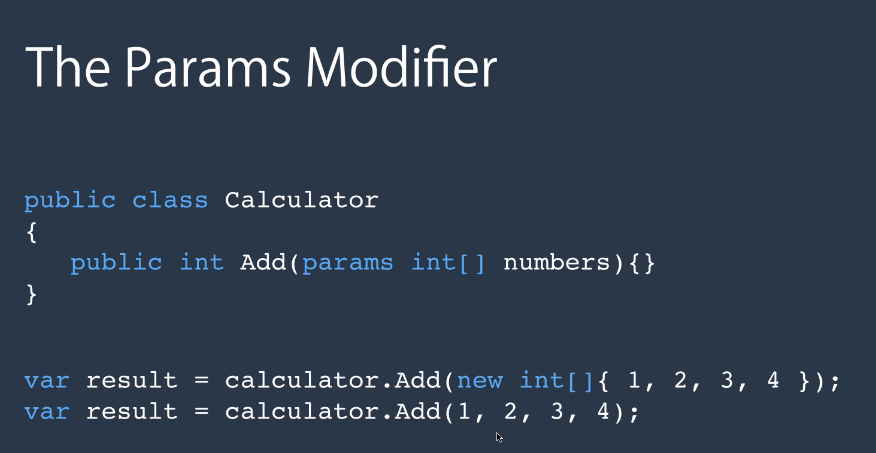 The Params Modifier
public class Calculator
{
   public int Add(params int[] numbers){}
}
var result = calculator.Add(new int[]{ 1, 2, 3, 4 });
var result = calculator.Add(1, 2, 3, 4);